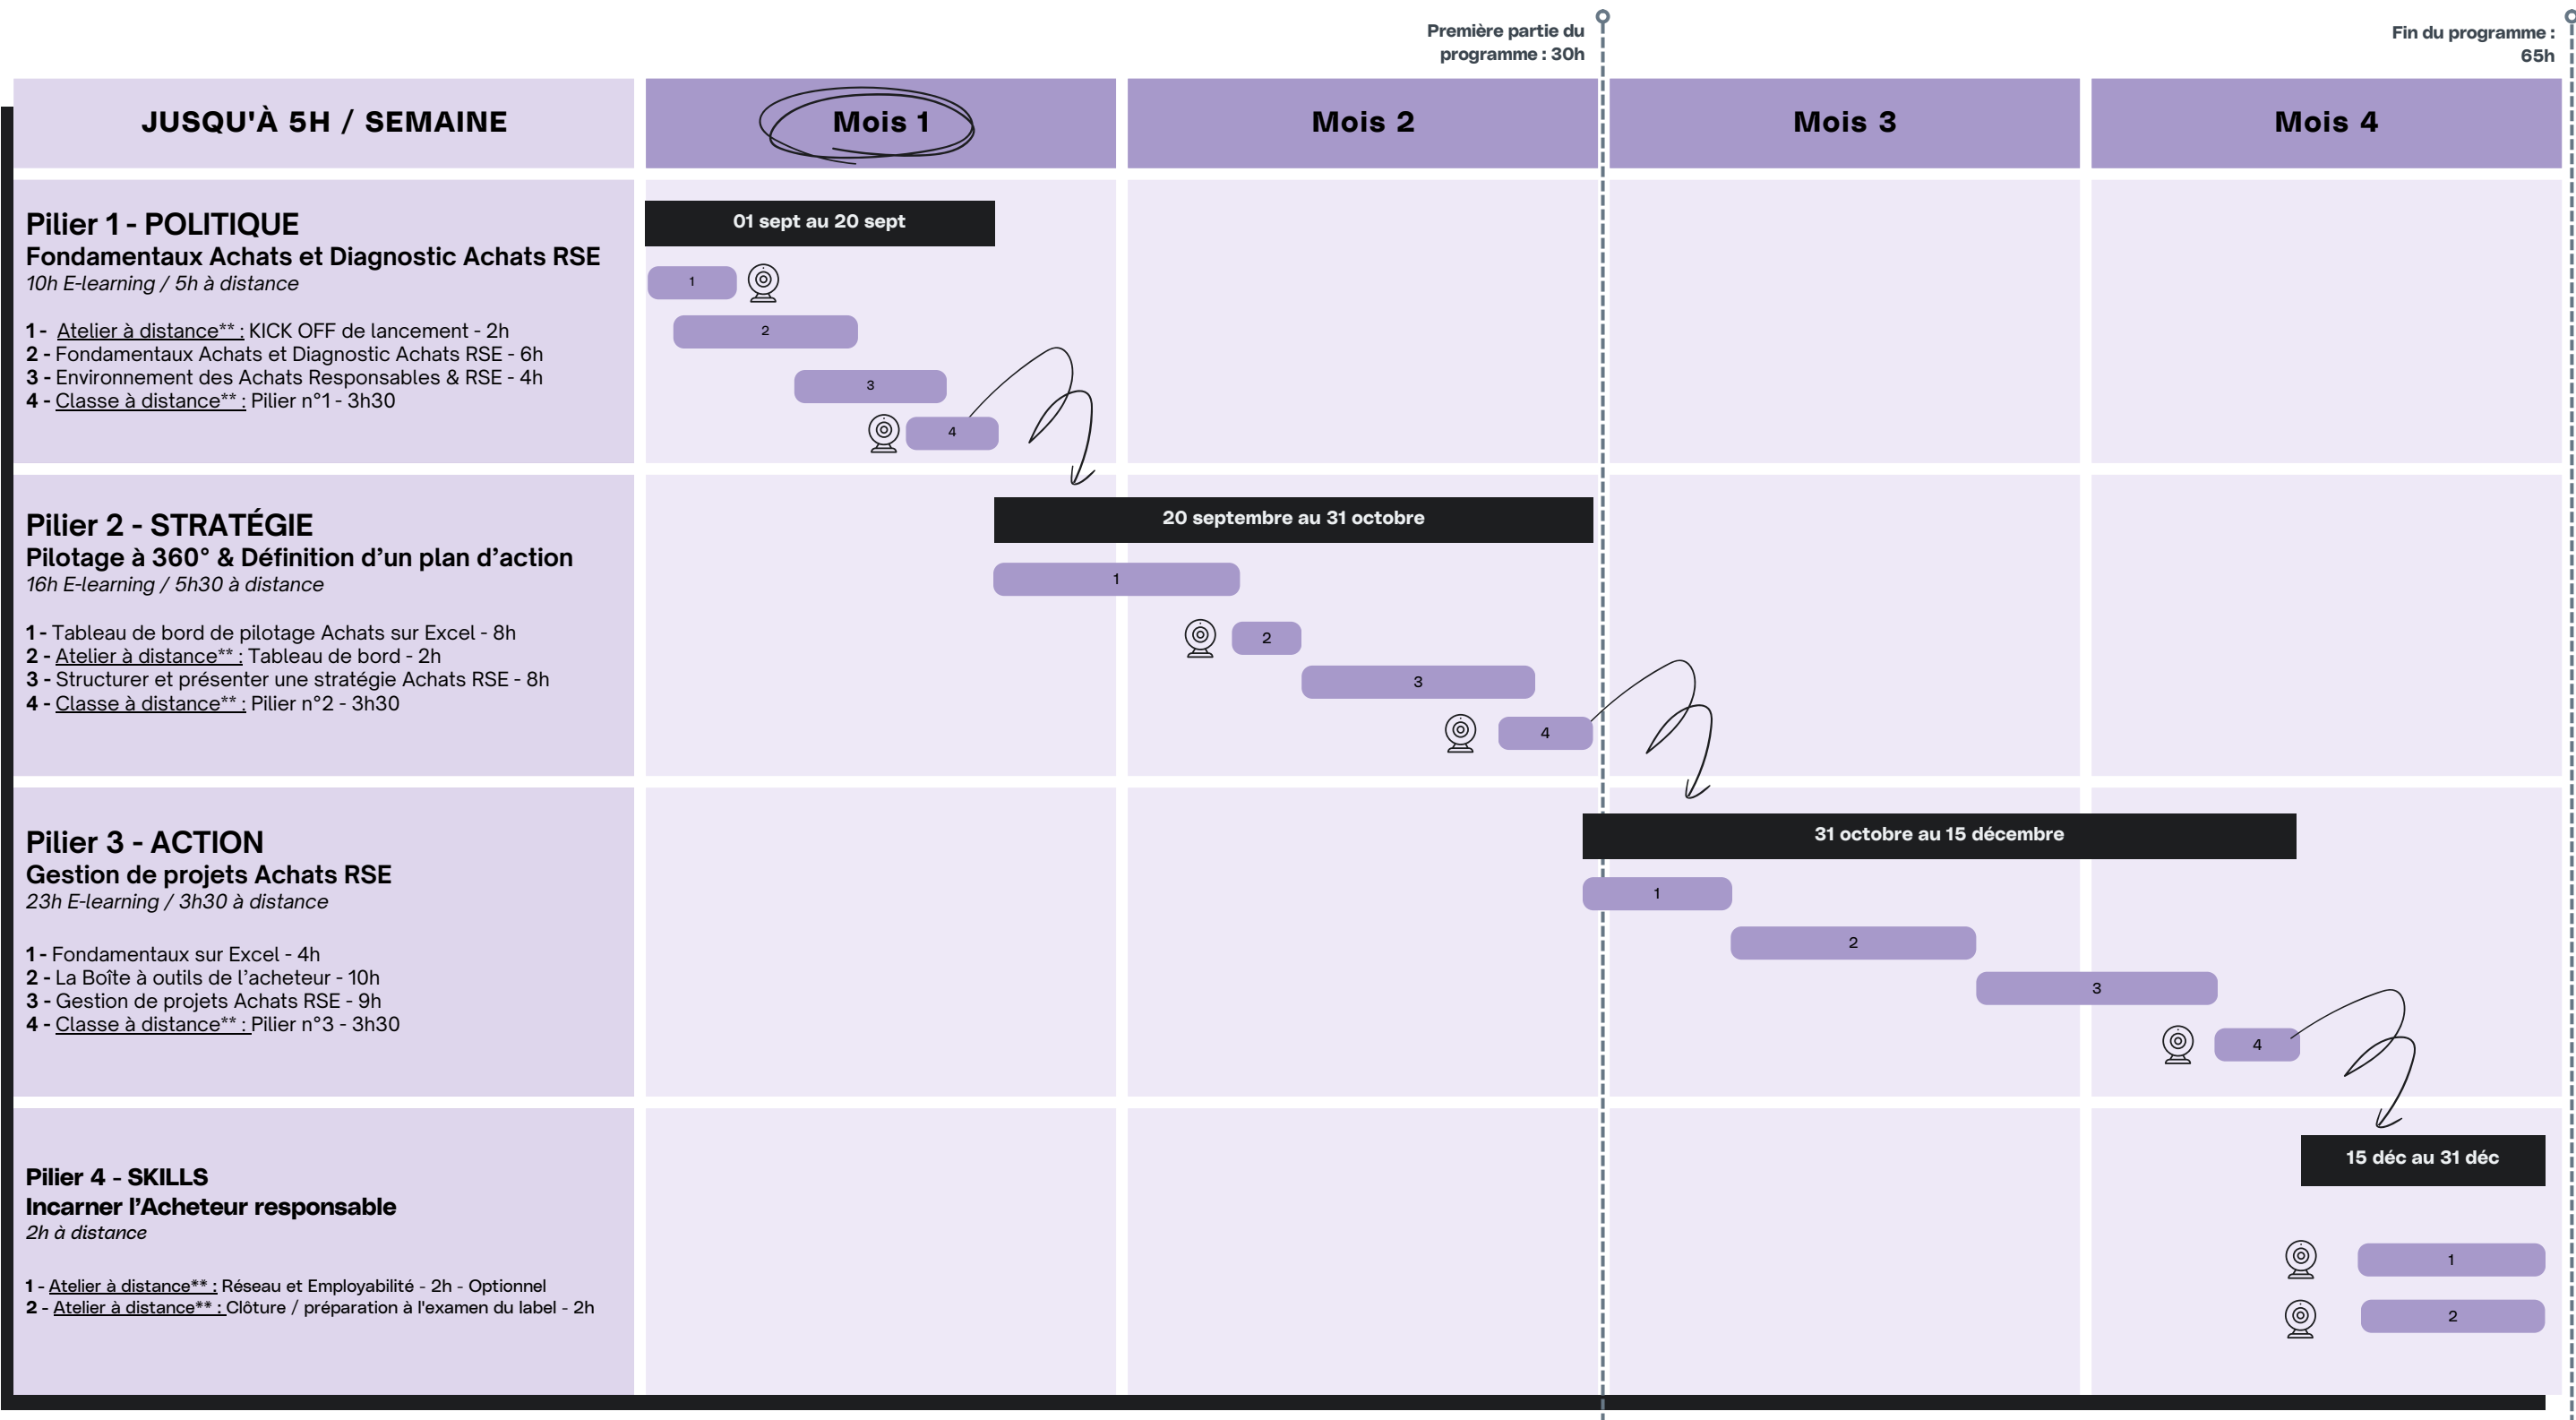 Première partie du
programme : 30h
Fin du programme :
65h
JUSQU'À 5H / SEMAINE
Mois 1
Mois 2
Mois 3
Mois 4
Pilier 1 - POLITIQUE
Fondamentaux Achats et Diagnostic Achats RSE
10h E-learning / 5h à distance
1 - Atelier à distance** : KICK OFF de lancement - 2h
2 - Fondamentaux Achats et Diagnostic Achats RSE - 6h
3 - Environnement des Achats Responsables & RSE - 4h
4 - Classe à distance** : Pilier n°1 - 3h30
01 sept au 20 sept
1
2
3
4
Pilier 2 - STRATÉGIE
Pilotage à 360° & Définition d’un plan d’action
16h E-learning / 5h30 à distance
1 - Tableau de bord de pilotage Achats sur Excel - 8h
2 - Atelier à distance** : Tableau de bord - 2h
3 - Structurer et présenter une stratégie Achats RSE - 8h
4 - Classe à distance** : Pilier n°2 - 3h30
20 septembre au 31 octobre
1
2
3
4
Pilier 3 - ACTION
Gestion de projets Achats RSE
23h E-learning / 3h30 à distance
1 - Fondamentaux sur Excel - 4h
2 - La Boîte à outils de l’acheteur - 10h
3 - Gestion de projets Achats RSE - 9h
4 - Classe à distance** : Pilier n°3 - 3h30
31 octobre au 15 décembre
1
2
3
4
Pilier 4 - SKILLS
Incarner l’Acheteur responsable
2h à distance
1 - Atelier à distance** : Réseau et Employabilité - 2h - Optionnel
2 - Atelier à distance** : Clôture / préparation à l'examen du label - 2h
15 déc au 31 déc
1
2